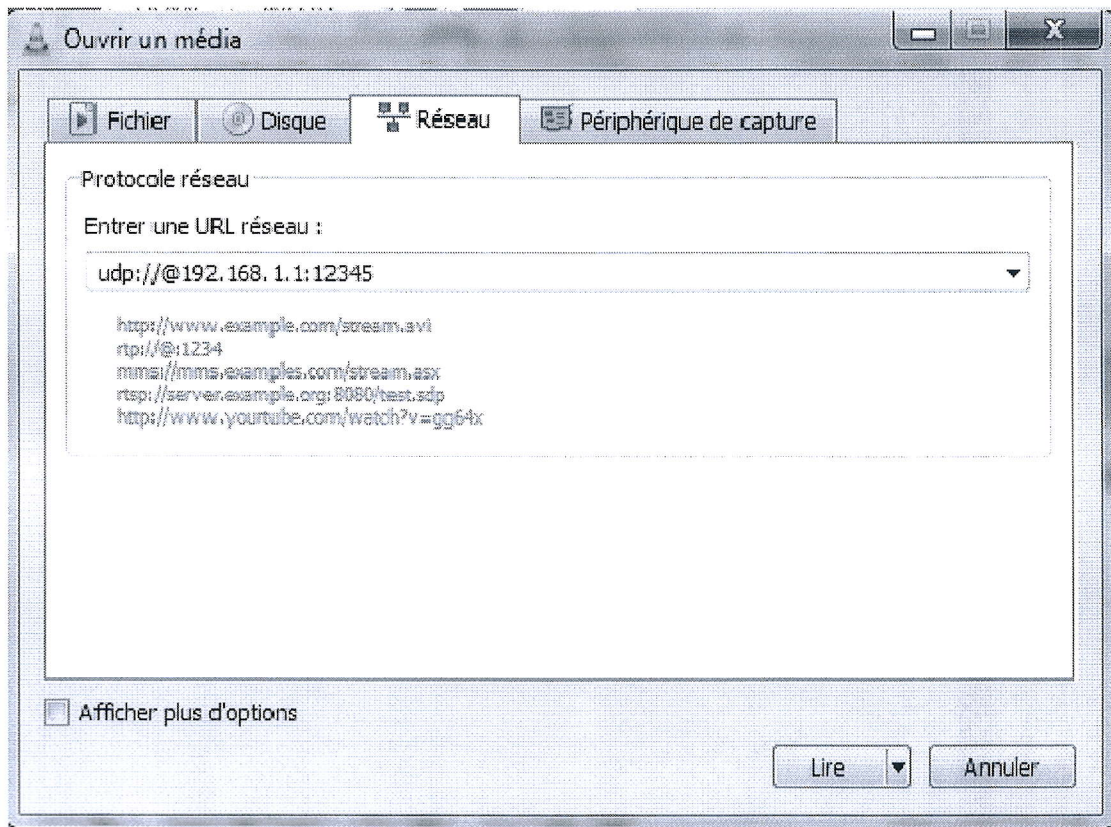 Ouvrir un média
Fichier
Disque
Réseau
Périphérique de capture
Protocole réseau
Entrer une URL réseau :
udp://@192.168.1.1:12345
http://www.example.com/stream.avi
rtp://@:1234
mms://mms.examples.com/stream.asx
rtsp://server.example.org:8080/test.sdp
http://www.yourtube.com/watch?v=gg64x
Afficher plus d'options
Lire
Annuler